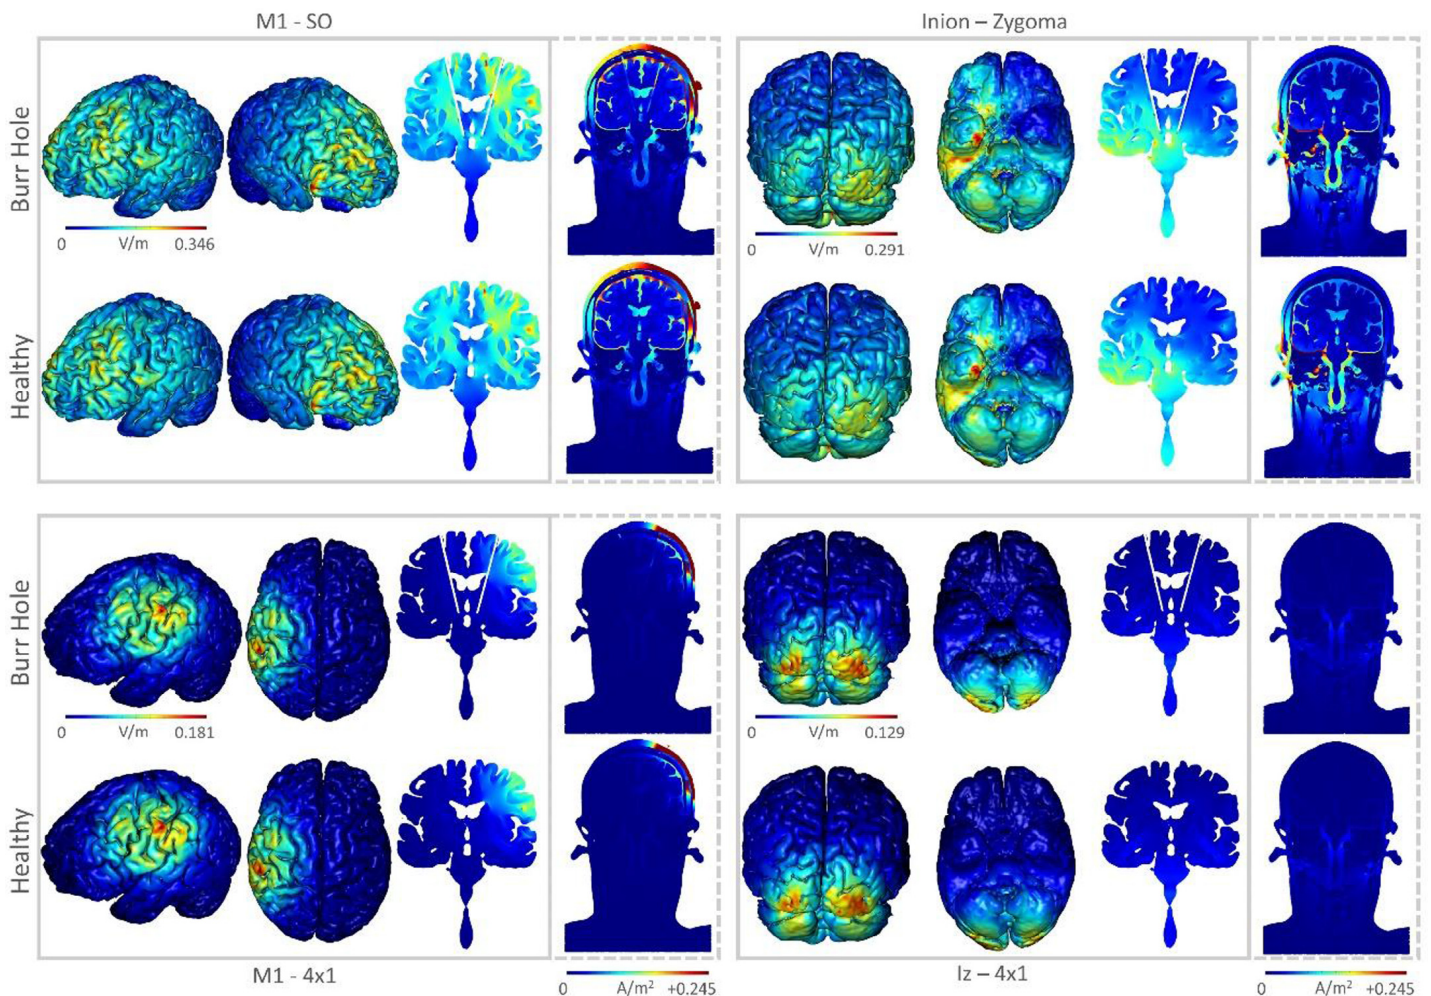 M1 - SO
Inion – Zygoma
Burr Hole
0 V/m 0.346
0 V/m 0.291
Healthy
Burr Hole
0 V/m 0.181
0 V/m 0.129
Healthy
M1 - 4x1
0 A/m² +0.245
Iz – 4x1
0 A/m² +0.245